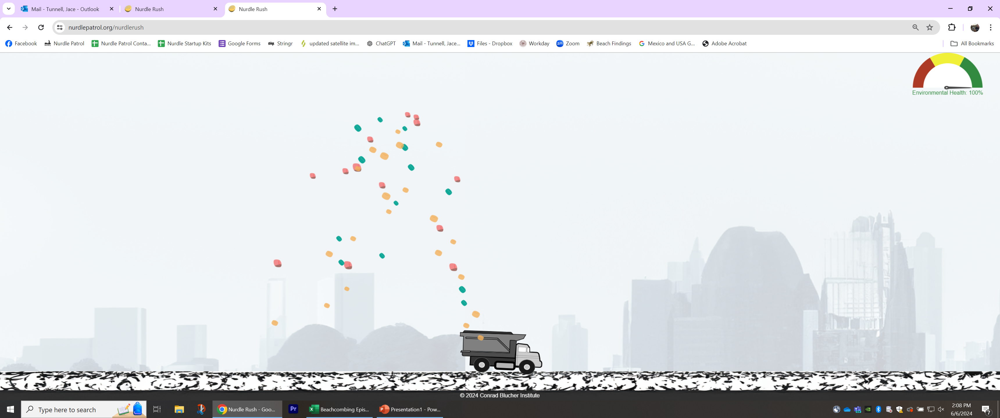 Mail - Tunnell, Jace - Outlook
Nurdle Rush
Nurdle Rush
nurdlepatrol.org/nurdlerush
Facebook
Nurdle Patrol
Nurdle Patrol Conta...
Nurdle Startup Kits
Google Forms
Stringr
updated satellite im...
ChatGPT
Mail - Tunnell, Jace...
Files - Dropbox
Workday
zm Zoom
Beach Findings
Mexico and USA G...
Adobe Acrobat
All Bookmarks
Environmental Health: 100%
© 2024 Conrad Blucher Institute
Type here to search
Nurdle Rush - Goo...
Pr
Beachcombing Epis...
Presentation1 - Pow...
2:08 PM
6/6/2024
7